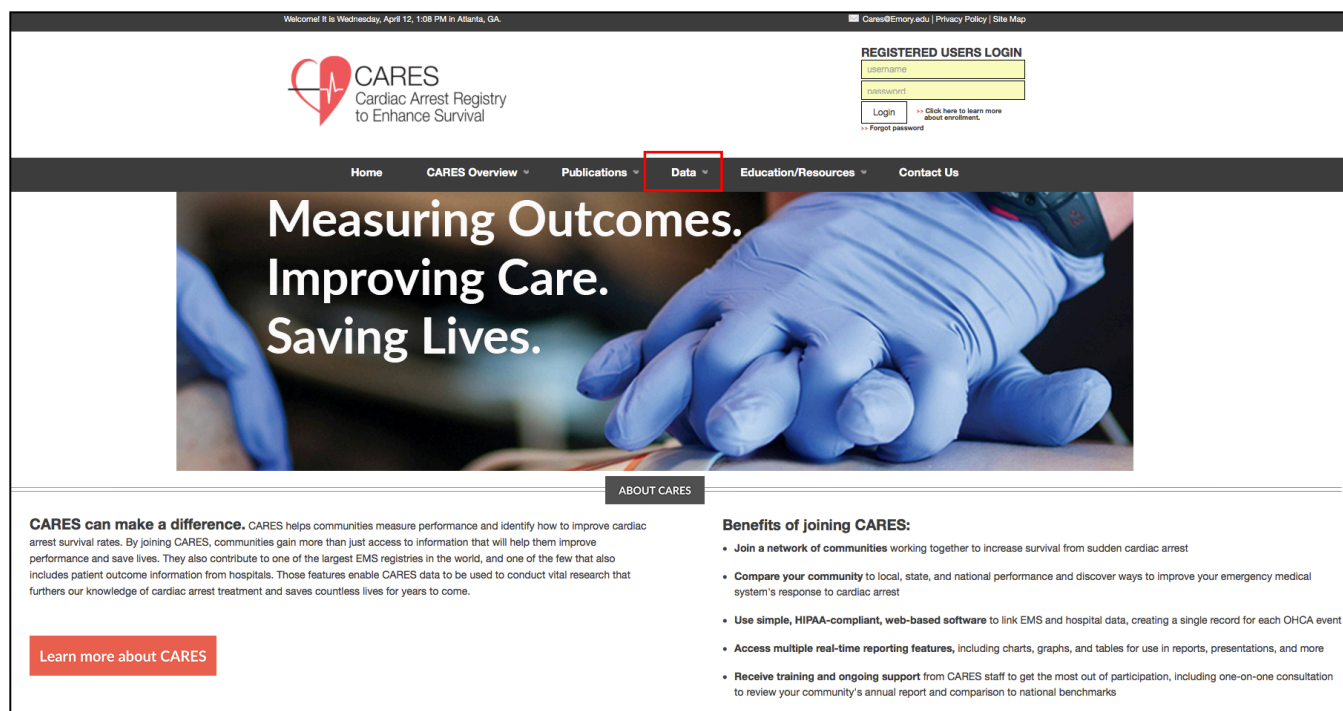 Welcome! It is Wednesday, April 12, 1:08 PM in Atlanta, GA.
Cares@Emory.edu | Privacy Policy | Site Map
CARES
Cardiac Arrest Registry
to Enhance Survival
REGISTERED USERS LOGIN
username
password
Login
>> Click here to learn more
about enrollment.
>> Forgot password
Home CARES Overview Publications Data Education/Resources Contact Us
Measuring Outcomes.
Improving Care.
Saving Lives.
ABOUT CARES
CARES can make a difference. CARES helps communities measure performance and identify how to improve cardiac
arrest survival rates. By joining CARES, communities gain more than just access to information that will help them improve
performance and save lives. They also contribute to one of the largest EMS registries in the world, and one of the few that also
includes patient outcome information from hospitals. Those features enable CARES data to be used to conduct vital research that
furthers our knowledge of cardiac arrest treatment and saves countless lives for years to come.
Learn more about CARES
Benefits of joining CARES:
• Join a network of communities working together to increase survival from sudden cardiac arrest
• Compare your community to local, state, and national performance and discover ways to improve your emergency medical
system's response to cardiac arrest
• Use simple, HIPAA-compliant, web-based software to link EMS and hospital data, creating a single record for each OHCA event
• Access multiple real-time reporting features, including charts, graphs, and tables for use in reports, presentations, and more
• Receive training and ongoing support from CARES staff to get the most out of participation, including one-on-one consultation
to review your community's annual report and comparison to national benchmarks